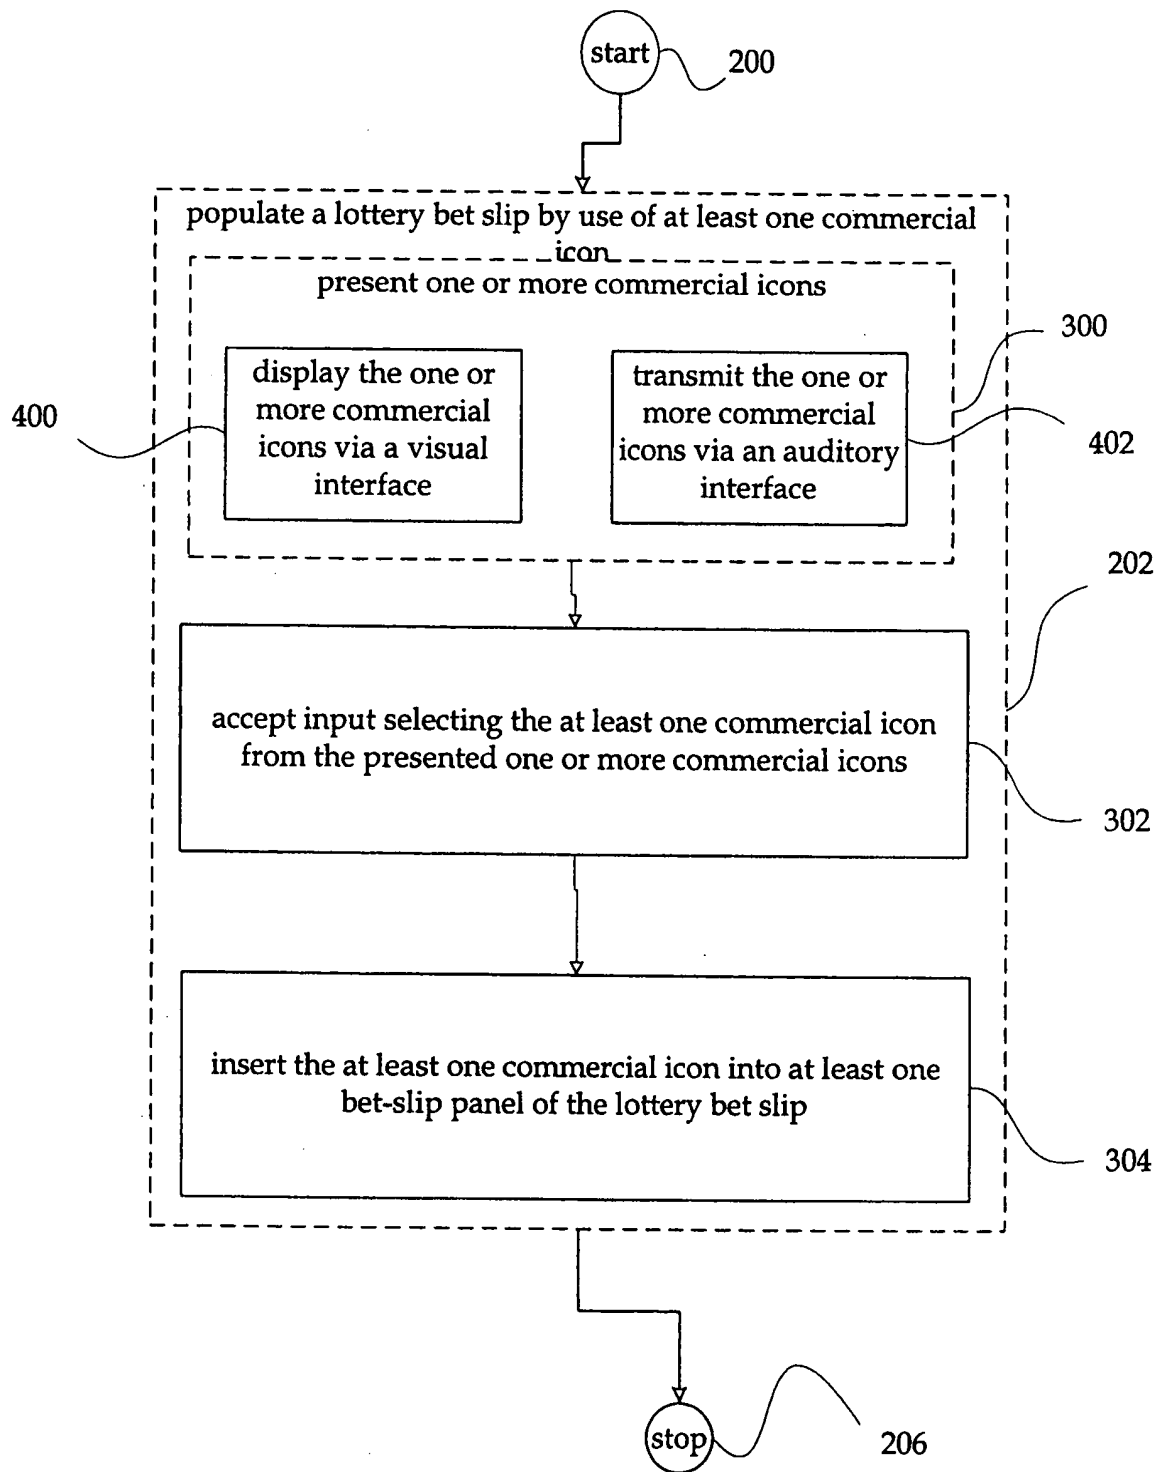 start
200
populate a lottery bet slip by use of at least one commercial
icon
present one or more commercial icons
300
display the one or
more commercial
icons via a visual
interface
400
transmit the one or
more commercial
icons via an auditory
interface
402
202
accept input selecting the at least one commercial icon
from the presented one or more commercial icons
302
insert the at least one commercial icon into at least one
bet-slip panel of the lottery bet slip
304
stop
206